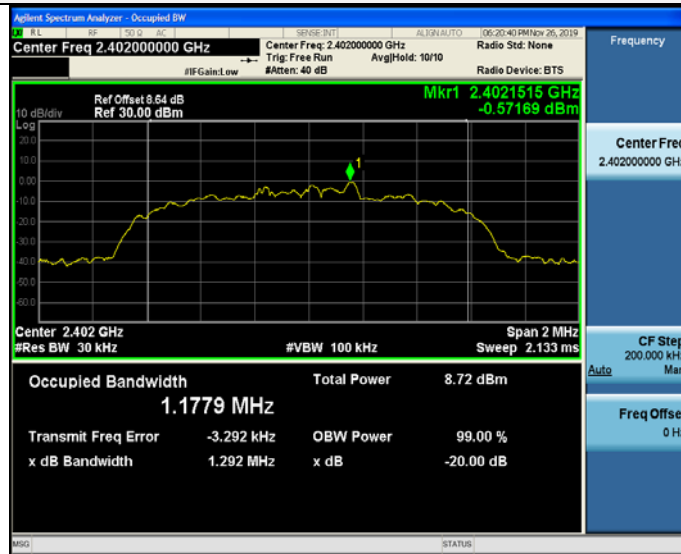 Agilent Spectrum Analyzer - Occupied BW
RL RF 50 Ω AC SENSE:INT ALIGN AUTO 06:20:40 PM Nov 26, 2019
Center Freq 2.402000000 GHz
Center Freq: 2.402000000 GHz
Radio Std: None
Trig: Free Run Avg|Hold: 10/10
#IFGain:Low
#Atten: 40 dB
Radio Device: BTS
Frequency
Ref Offset 8.64 dB
10 dB/div Ref 30.00 dBm
Mkr1 2.4021515 GHz
-0.57169 dBm
Log
20.0
10.0
0.00
-10.0
-20.0
-30.0
-40.0
-50.0
-60.0
1
Center 2.402 GHz
Span 2 MHz
#Res BW 30 kHz
#VBW 100 kHz
Sweep 2.133 ms
Occupied Bandwidth
1.1779 MHz
Total Power 8.72 dBm
Transmit Freq Error -3.292 kHz
OBW Power 99.00 %
x dB Bandwidth 1.292 MHz
x dB -20.00 dB
Center Freq
2.402000000 GHz
CF Step
200.000 kHz
Auto Man
Freq Offse
0 Hz
MSG
STATUS